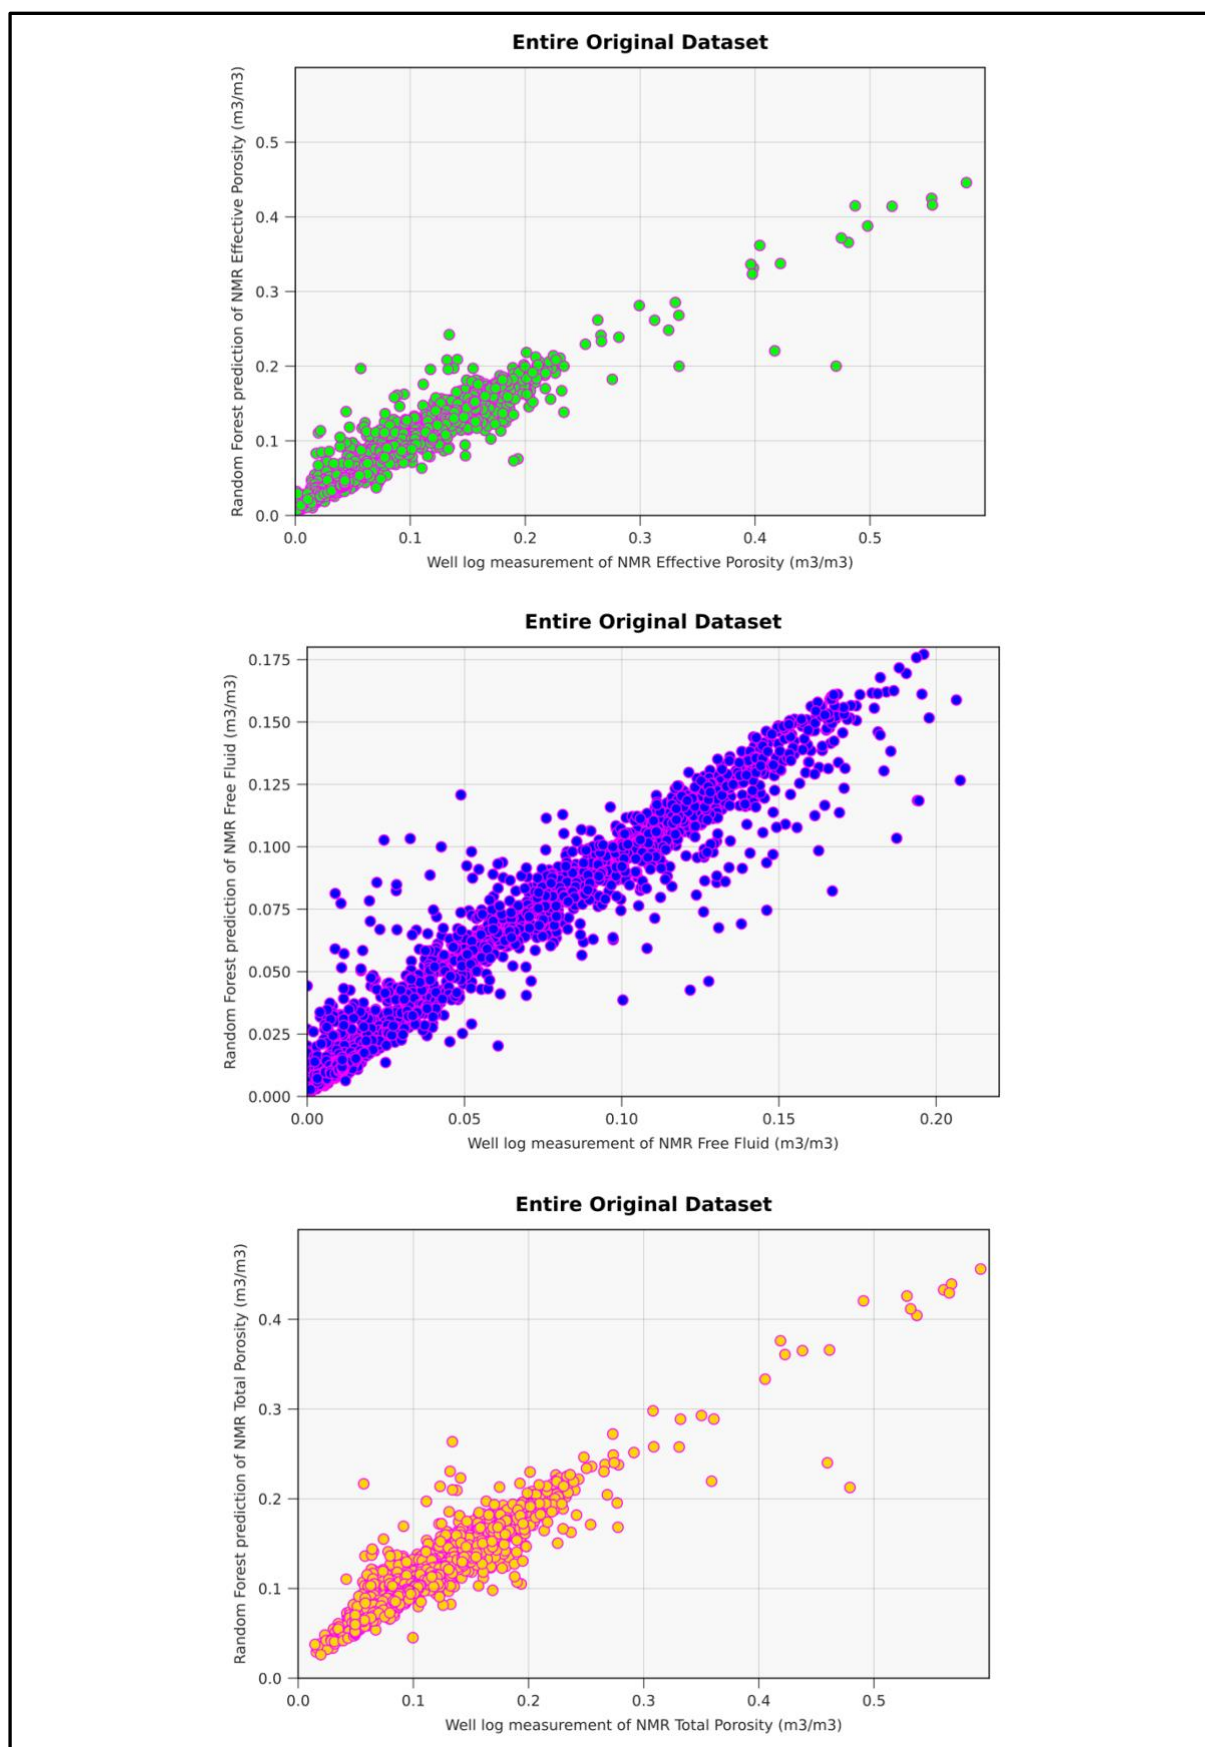 Entire Original Dataset
Random Forest prediction of NMR Effective Porosity (m3/m3)
0.5
0.4
0.3
0.2
0.1
0.0
0.0 0.1 0.2 0.3 0.4 0.5
Well log measurement of NMR Effective Porosity (m3/m3)
Entire Original Dataset
Random Forest prediction of NMR Free Fluid (m3/m3)
0.175
0.150
0.125
0.100
0.075
0.050
0.025
0.000
0.00 0.05 0.10 0.15 0.20
Well log measurement of NMR Free Fluid (m3/m3)
Entire Original Dataset
Random Forest prediction of NMR Total Porosity (m3/m3)
0.4
0.3
0.2
0.1
0.0
0.0 0.1 0.2 0.3 0.4 0.5
Well log measurement of NMR Total Porosity (m3/m3)